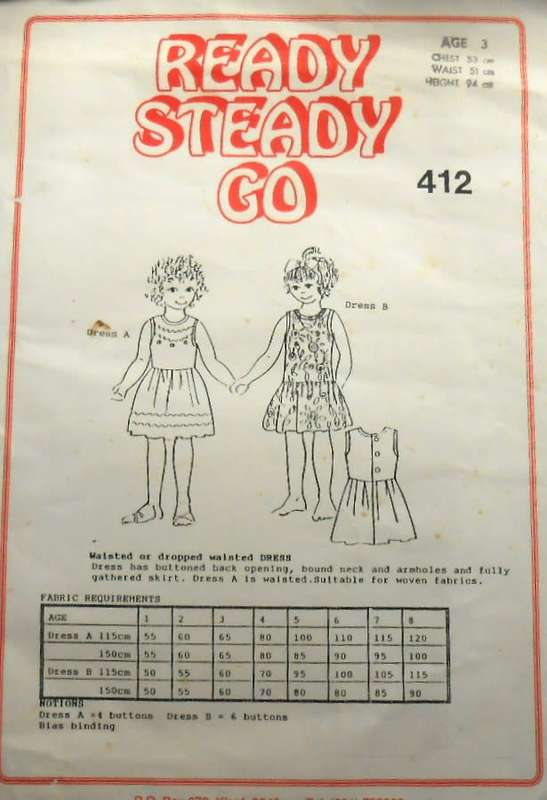 READY
STEADY
GO
AGE 3
CHEST 53 cm
WAIST 51 cm
HEIGHT 94 cm
412
Dress A
Dress B
Waisted or dropped waisted DRESS
Dress has buttoned back opening, bound neck and armholes and fully
gathered skirt. Dress A is waisted.Suitable for woven fabrics.
FABRIC REQUIREMENTS
AGE 1 2 3 4 5 6 7 8
Dress A 115cm 55 60 65 80 100 110 115 120
150cm 55 60 65 80 85 90 95 100
Dress B 115cm 50 55 60 70 95 100 105 115
150cm 50 55 60 70 80 80 85 90
NOTIONS
Dress A =4 buttons Dress B = 6 buttons
Bias binding